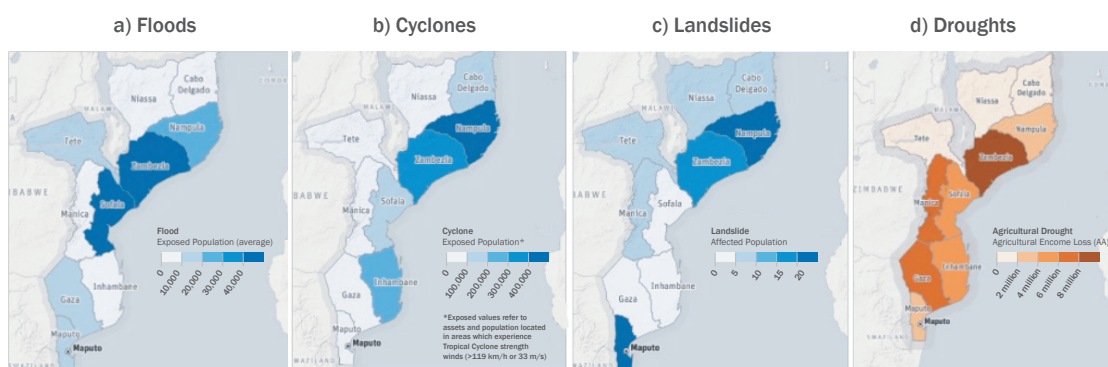 a) Floods
b) Cyclones
c) Landslides
d) Droughts
Niassa
Cabo
Delgado
Nampula
Tete
Zambezia
Manica
Sofala
Inhambane
Gaza
Maputo
Maputo
Flood
Exposed Population (average)
0
10,000
20,000
30,000
40,000
Niassa
Cabo
Delgado
MALAWI
Nampula
Tete
Zambezia
Sofala
Manica
Inhambane
Gaza
Maputo
Maputo
Cyclone
Exposed Population*
0
100,000
200,000
300,000
400,000
*Exposed values refer to
assets and population located
in areas which experience
Tropical Cyclone strength
winds (>119 km/h or 33 m/s)
Niassa
Cabo
Delgado
Nampula
Tete
Zambezia
Sofala
Manica
Gaza
Inhambane
Maputo
Landslide
Affected Population
0
5
10
15
20
Niassa
Cabo
Delgado
Nampula
Tete
Zambezia
ZIMBABWE
Sofala
Manica
Gaza
Inhambane
Maputo
Agricultural Drought
Agricultural Encome Loss (AA)
0
2 million
4 million
6 million
8 million